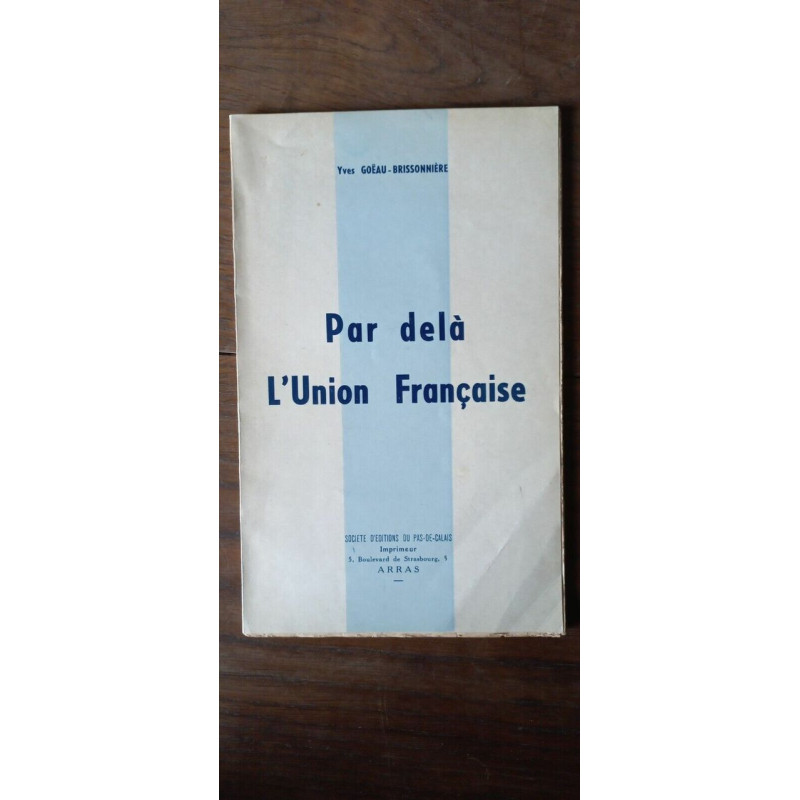 Yves GOËAU-BRISSONNIÈRE
Par delà
L'Union Française
SOCIETE D'EDITIONS DU PAS-DE-CALAIS
Imprimeur
5, Boulevard de Strasbourg, 5
ARRAS